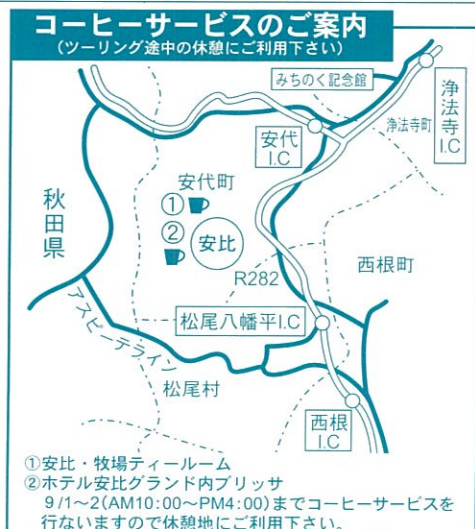 コーヒーサービスのご案内
(ツーリング途中の休憩にご利用下さい)
みちのく記念館
浄法寺I.C
浄法寺町
安代I.C
安代町
①
②
安比
秋田県
R282
西根町
松尾八幡平I.C
アスピーテライン
松尾村
西根I.C
①安比・牧場ティールーム
②ホテル安比グランド内ブリッサ
9/1~2(AM10:00~PM4:00)までコーヒーサービスを
行ないますので休憩地にご利用下さい。